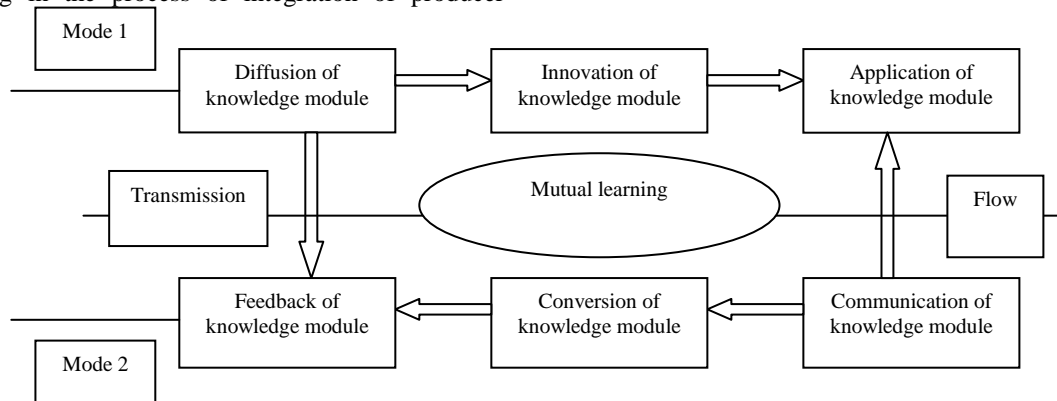 in the process of integration of producer
Mode 1
Diffusion of
knowledge module
Innovation of
knowledge module
Application of
knowledge module
Transmission
Mutual learning
Flow
Feedback of
knowledge module
Conversion of
knowledge module
Communication of
knowledge module
Mode 2